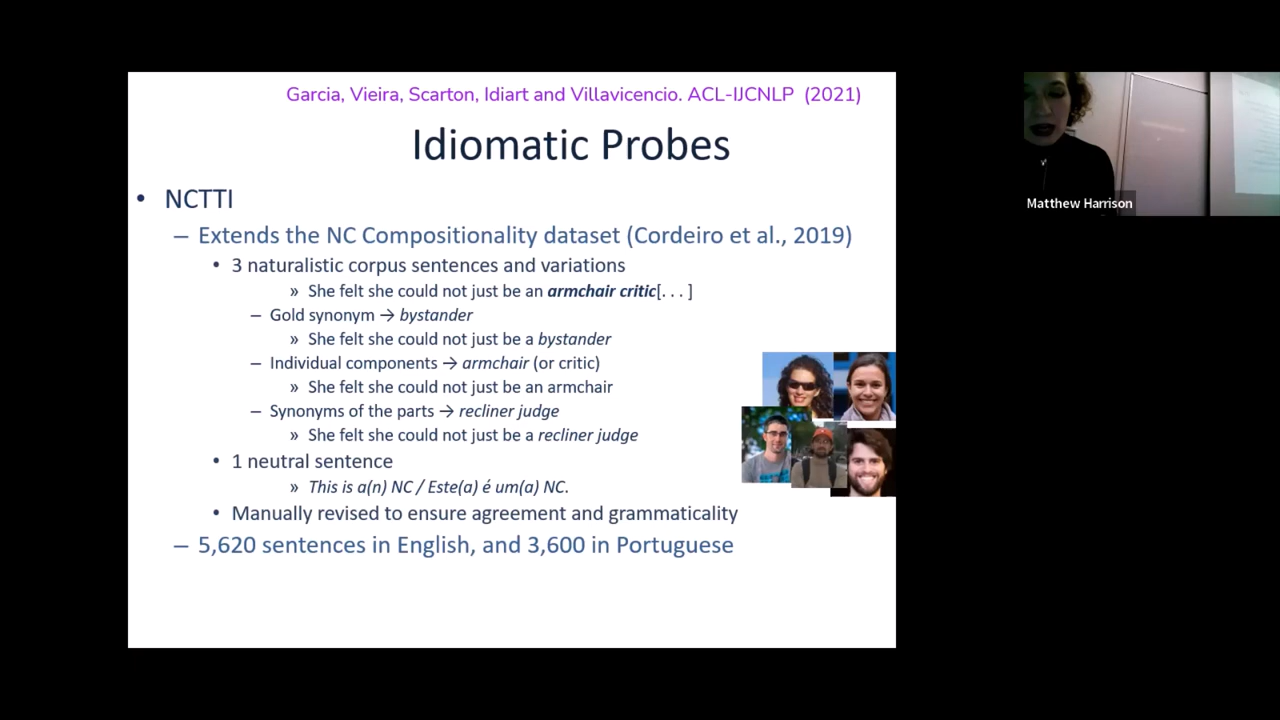 Garcia, Vieira, Scarton, Idiart and Villavicencio. ACL-IJCNLP (2021)
Idiomatic Probes
• NCTTI
– Extends the NC Compositionality dataset (Cordeiro et al., 2019)
• 3 naturalistic corpus sentences and variations
» She felt she could not just be an armchair critic[. . . ]
– Gold synonym → bystander
» She felt she could not just be a bystander
– Individual components → armchair (or critic)
» She felt she could not just be an armchair
– Synonyms of the parts → recliner judge
» She felt she could not just be a recliner judge
• 1 neutral sentence
» This is a(n) NC / Este(a) é um(a) NC.
• Manually revised to ensure agreement and grammaticality
– 5,620 sentences in English, and 3,600 in Portuguese
Matthew Harrison